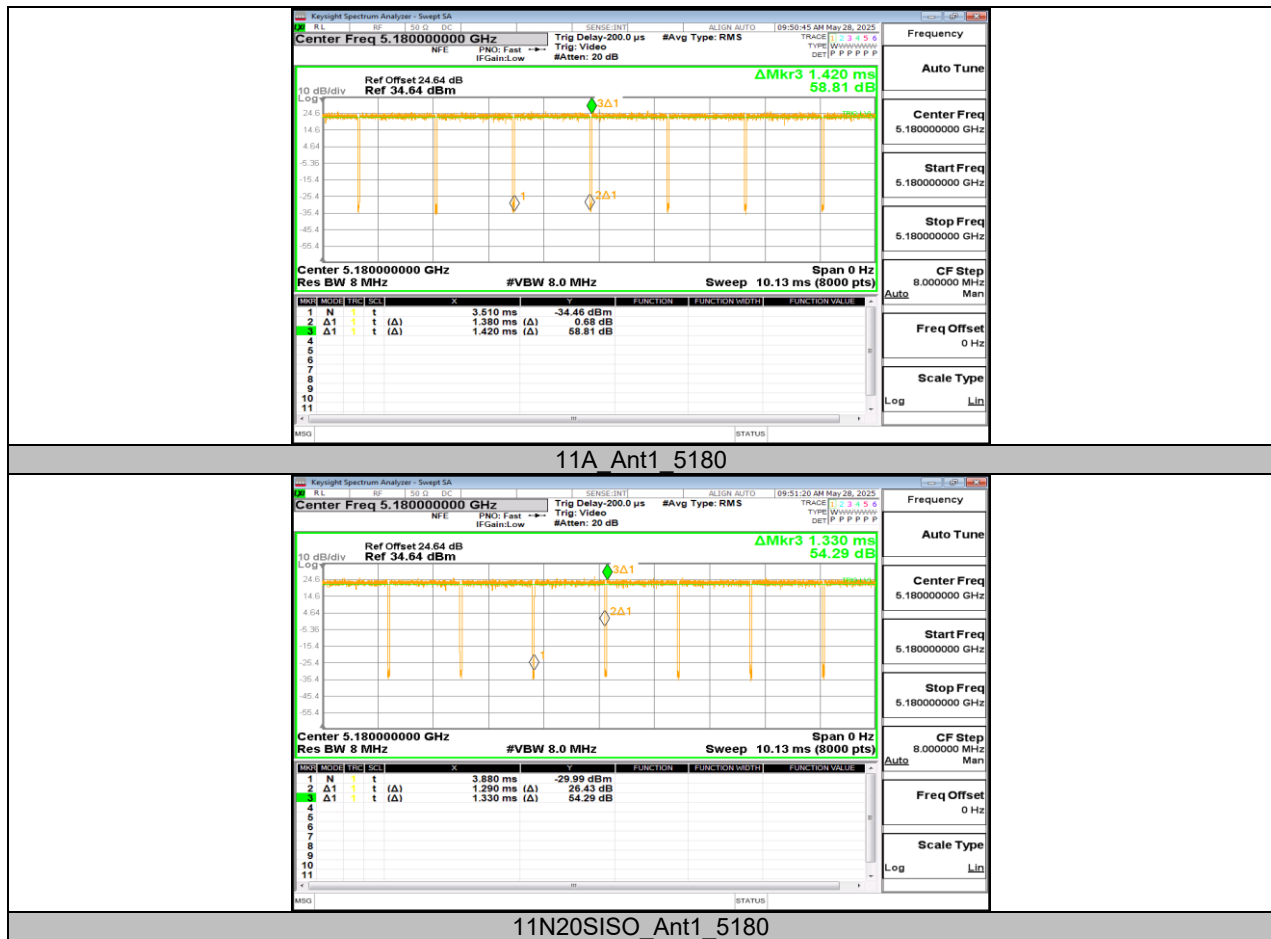 Keysight Spectrum Analyzer - Swept SA
RL RF 50 Ω DC SENSE:INT ALIGN AUTO 09:50:45 AM May 28, 2025
Center Freq 5.180000000 GHz Trig Delay-200.0 µs #Avg Type: RMS TRACE 1 2 3 4 5 6
NFE PNO: Fast Trig: Video TYPE WWWWWW
IFGain:Low #Atten: 20 dB DET P P P P P P
Frequency
Auto Tune
Ref Offset 24.64 dB ΔMkr3 1.420 ms
10 dB/div Ref 34.64 dBm 58.81 dB
Log
3Δ1
24.6
14.6
4.64
-5.36
-15.4
-25.4
1 2Δ1
-35.4
-45.4
-55.4
Center Freq
5.180000000 GHz
Start Freq
5.180000000 GHz
Stop Freq
5.180000000 GHz
Center 5.180000000 GHz Span 0 Hz
Res BW 8 MHz #VBW 8.0 MHz Sweep 10.13 ms (8000 pts)
CF Step
8.000000 MHz
Auto Man
MKR MODE TRC SCL X Y FUNCTION FUNCTION WIDTH FUNCTION VALUE
1 N 1 t 3.510 ms -34.46 dBm
2 Δ1 1 t (Δ) 1.380 ms (Δ) 0.68 dB
3 Δ1 1 t (Δ) 1.420 ms (Δ) 58.81 dB
4
5
6
7
8
9
10
11
Freq Offset
0 Hz
Scale Type
Log Lin
MSG STATUS
11A_Ant1_5180
Keysight Spectrum Analyzer - Swept SA
RL RF 50 Ω DC SENSE:INT ALIGN AUTO 09:51:20 AM May 28, 2025
Center Freq 5.180000000 GHz Trig Delay-200.0 µs #Avg Type: RMS TRACE 1 2 3 4 5 6
NFE PNO: Fast Trig: Video TYPE WWWWWW
IFGain:Low #Atten: 20 dB DET P P P P P P
Frequency
Auto Tune
Ref Offset 24.64 dB ΔMkr3 1.330 ms
10 dB/div Ref 34.64 dBm 54.29 dB
Log
3Δ1
24.6
14.6
4.64
2Δ1
-5.36
-15.4
-25.4
1
-35.4
-45.4
-55.4
Center Freq
5.180000000 GHz
Start Freq
5.180000000 GHz
Stop Freq
5.180000000 GHz
Center 5.180000000 GHz Span 0 Hz
Res BW 8 MHz #VBW 8.0 MHz Sweep 10.13 ms (8000 pts)
CF Step
8.000000 MHz
Auto Man
MKR MODE TRC SCL X Y FUNCTION FUNCTION WIDTH FUNCTION VALUE
1 N 1 t 3.880 ms -29.99 dBm
2 Δ1 1 t (Δ) 1.290 ms (Δ) 26.43 dB
3 Δ1 1 t (Δ) 1.330 ms (Δ) 54.29 dB
4
5
6
7
8
9
10
11
Freq Offset
0 Hz
Scale Type
Log Lin
MSG STATUS
11N20SISO_Ant1_5180